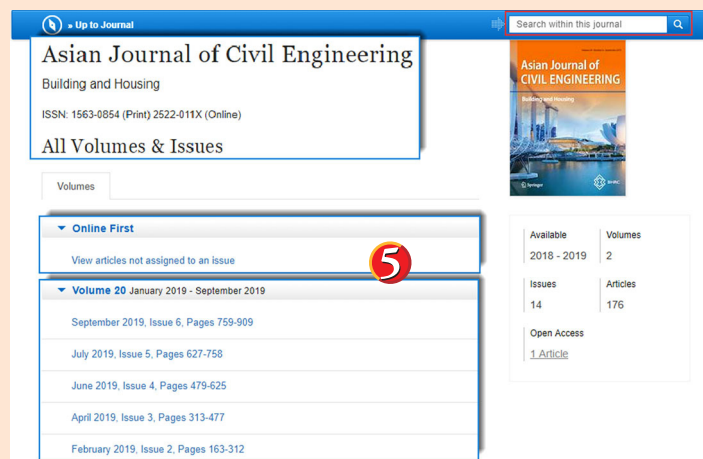 » Up to Journal
Search within this journal
Asian Journal of Civil Engineering
Building and Housing
ISSN: 1563-0854 (Print) 2522-011X (Online)
All Volumes & Issues
Asian Journal of
CIVIL ENGINEERING
Building and Housing
Springer
BHRC
Volumes
Online First
View articles not assigned to an issue
5
Volume 20 January 2019 - September 2019
September 2019, Issue 6, Pages 759-909
July 2019, Issue 5, Pages 627-758
June 2019, Issue 4, Pages 479-625
April 2019, Issue 3, Pages 313-477
February 2019, Issue 2, Pages 163-312
Available Volumes
2018 - 2019 2
Issues Articles
14 176
Open Access
1 Article